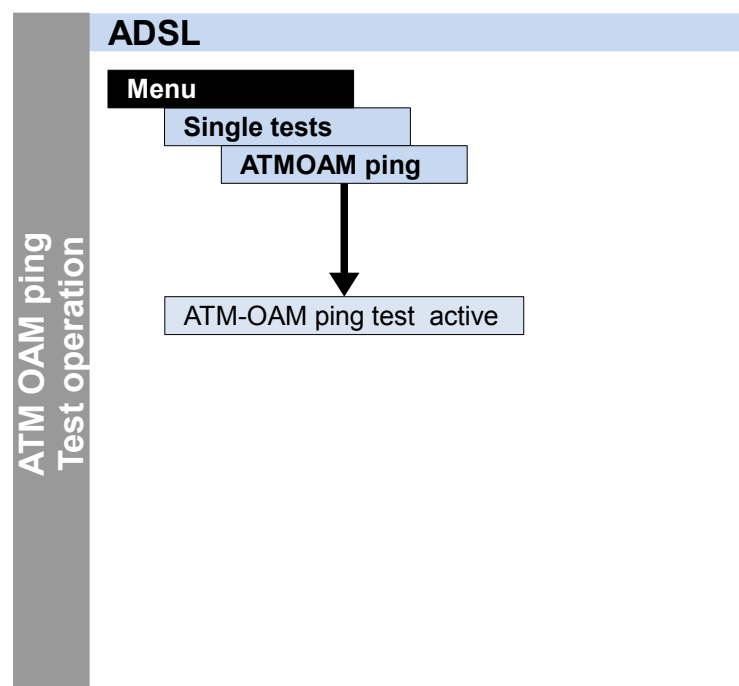 ADSL
Menu
Single tests
ATMOAM ping
ATM-OAM ping test active
ATM OAM ping
Test operation